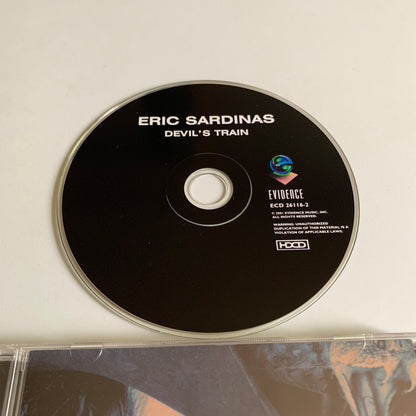 ERIC SARDINAS
DEVIL'S TRAIN
EVIDENCE
ECD 26116-2
© 2001 EVIDENCE MUSIC, INC.
ALL RIGHTS RESERVED.
WARNING: UNAUTHORIZED
DUPLICATION OF THIS MATERIAL IS A
VIOLATION OF APPLICABLE LAWS.
HDCD